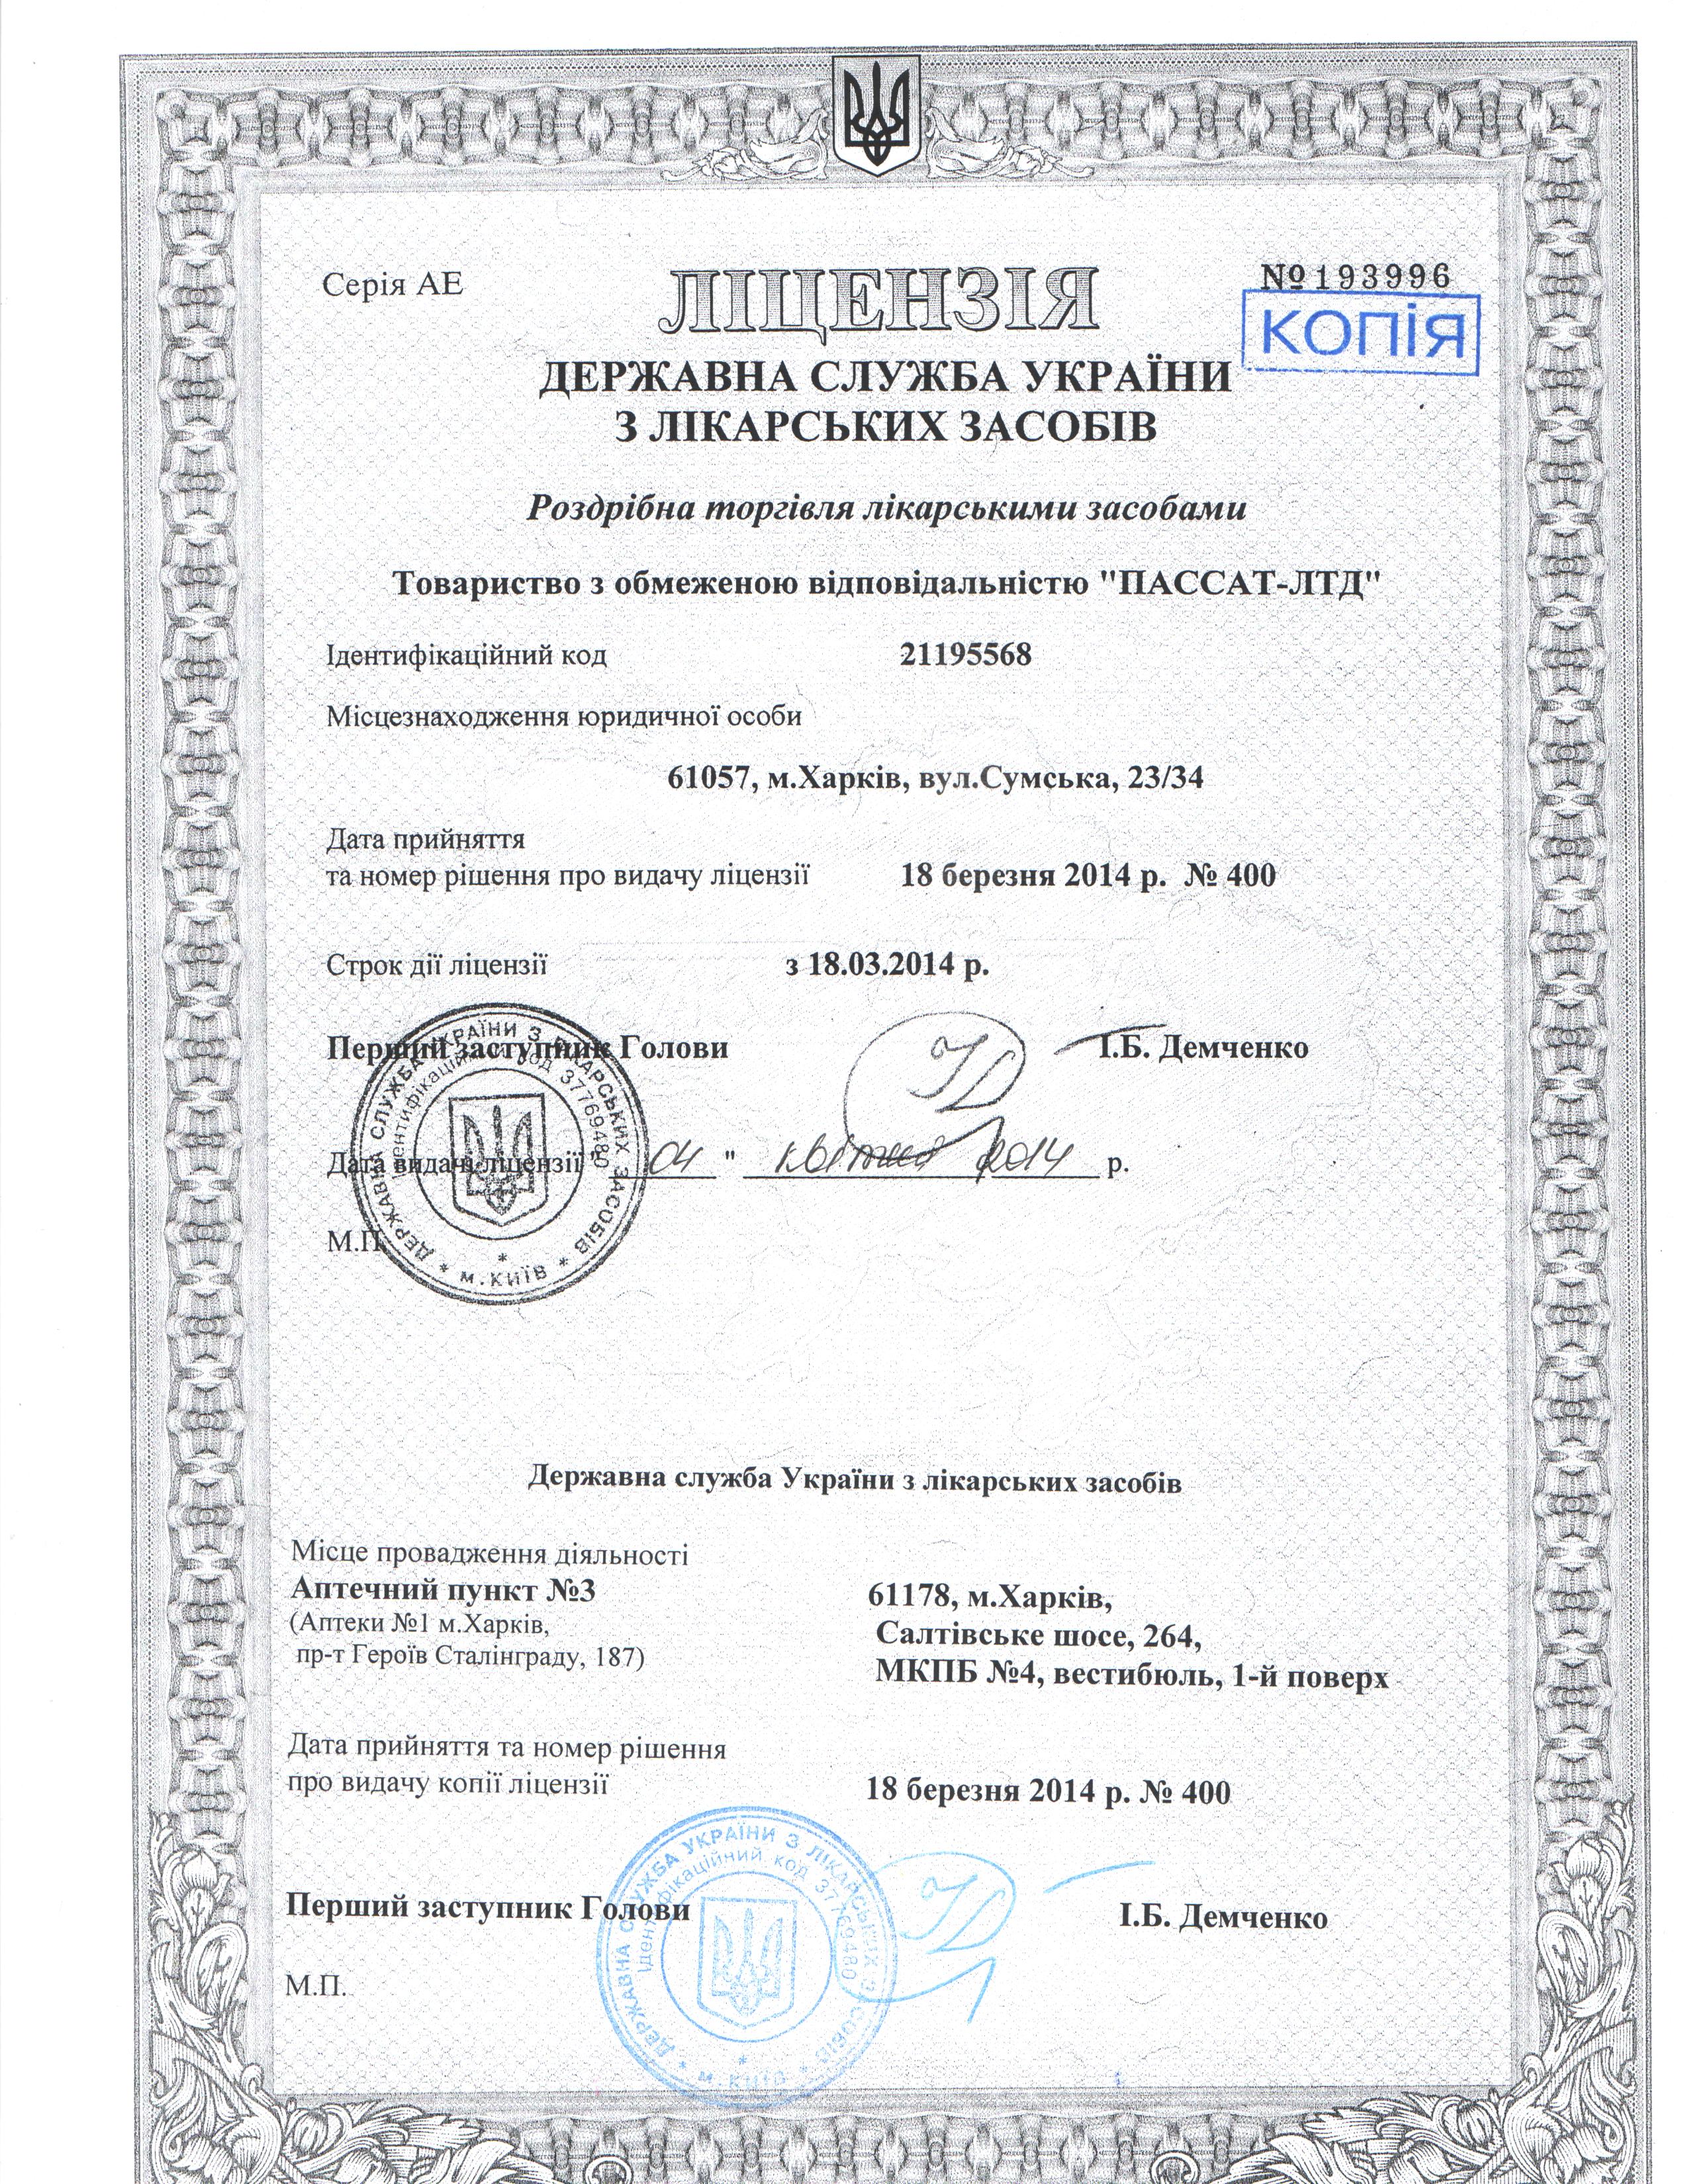 Серія АЕ
ЛІЦЕНЗІЯ
№193996
КОПІЯ
ДЕРЖАВНА СЛУЖБА УКРАЇНИ
З ЛІКАРСЬКИХ ЗАСОБІВ
Роздрібна торгівля лікарськими засобами
Товариство з обмеженою відповідальністю "ПАССАТ-ЛТД"
Ідентифікаційний код 21195568
Місцезнаходження юридичної особи
61057, м.Харків, вул.Сумська, 23/34
Дата прийняття
та номер рішення про видачу ліцензії 18 березня 2014 р. № 400
Строк дії ліцензії з 18.03.2014 р.
Перший заступник Голови І.Б. Демченко
Дата видачі ліцензії " 04 " квітня 2014 р.
М.П.
ДЕРЖАВНА СЛУЖБА УКРАЇНИ З ЛІКАРСЬКИХ ЗАСОБІВ * м.КИЇВ *
Ідентифікаційний код 37769480
Державна служба України з лікарських засобів
Місце провадження діяльності
Аптечний пункт №3 61178, м.Харків,
(Аптеки №1 м.Харків, Салтівське шосе, 264,
пр-т Героїв Сталінграду, 187) МКПБ №4, вестибюль, 1-й поверх
Дата прийняття та номер рішення
про видачу копії ліцензії 18 березня 2014 р. № 400
Перший заступник Голови І.Б. Демченко
М.П.
ДЕРЖАВНА СЛУЖБА УКРАЇНИ З ЛІКАРСЬКИХ ЗАСОБІВ * м.КИЇВ *
Ідентифікаційний код 37769480